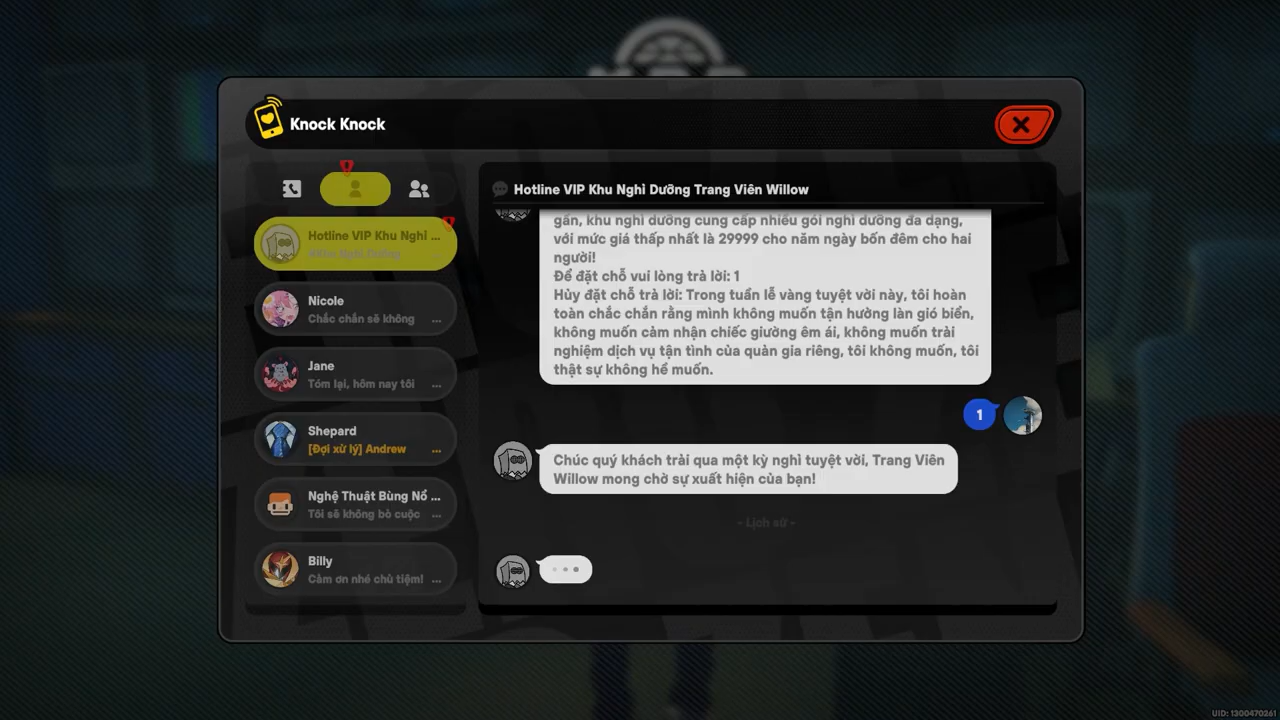 Knock Knock
Hotline VIP Khu Nghỉ ...
#Khu Nghỉ Dưỡng
Nicole
Chắc chắn sẽ không ...
Jane
Tóm lại, hôm nay tôi ...
Shepard
[Đợi xử lý] Andrew ...
Nghệ Thuật Bùng Nổ ...
Tôi sẽ không bỏ cuộc ...
Billy
Cảm ơn nhé chủ tiệm! ...
Hotline VIP Khu Nghỉ Dưỡng Trang Viên Willow
gần, khu nghỉ dưỡng cung cấp nhiều gói nghỉ dưỡng đa dạng,
với mức giá thấp nhất là 29999 cho năm ngày bốn đêm cho hai
người!
Để đặt chỗ vui lòng trả lời: 1
Hủy đặt chỗ trả lời: Trong tuần lễ vàng tuyệt vời này, tôi hoàn
toàn chắc chắn rằng mình không muốn tận hưởng làn gió biển,
không muốn cảm nhận chiếc giường êm ái, không muốn trải
nghiệm dịch vụ tận tình của quản gia riêng, tôi không muốn, tôi
thật sự không hề muốn.
1
Chúc quý khách trải qua một kỳ nghỉ tuyệt vời, Trang Viên
Willow mong chờ sự xuất hiện của bạn!
- Lịch sử -
UID: 1300470261